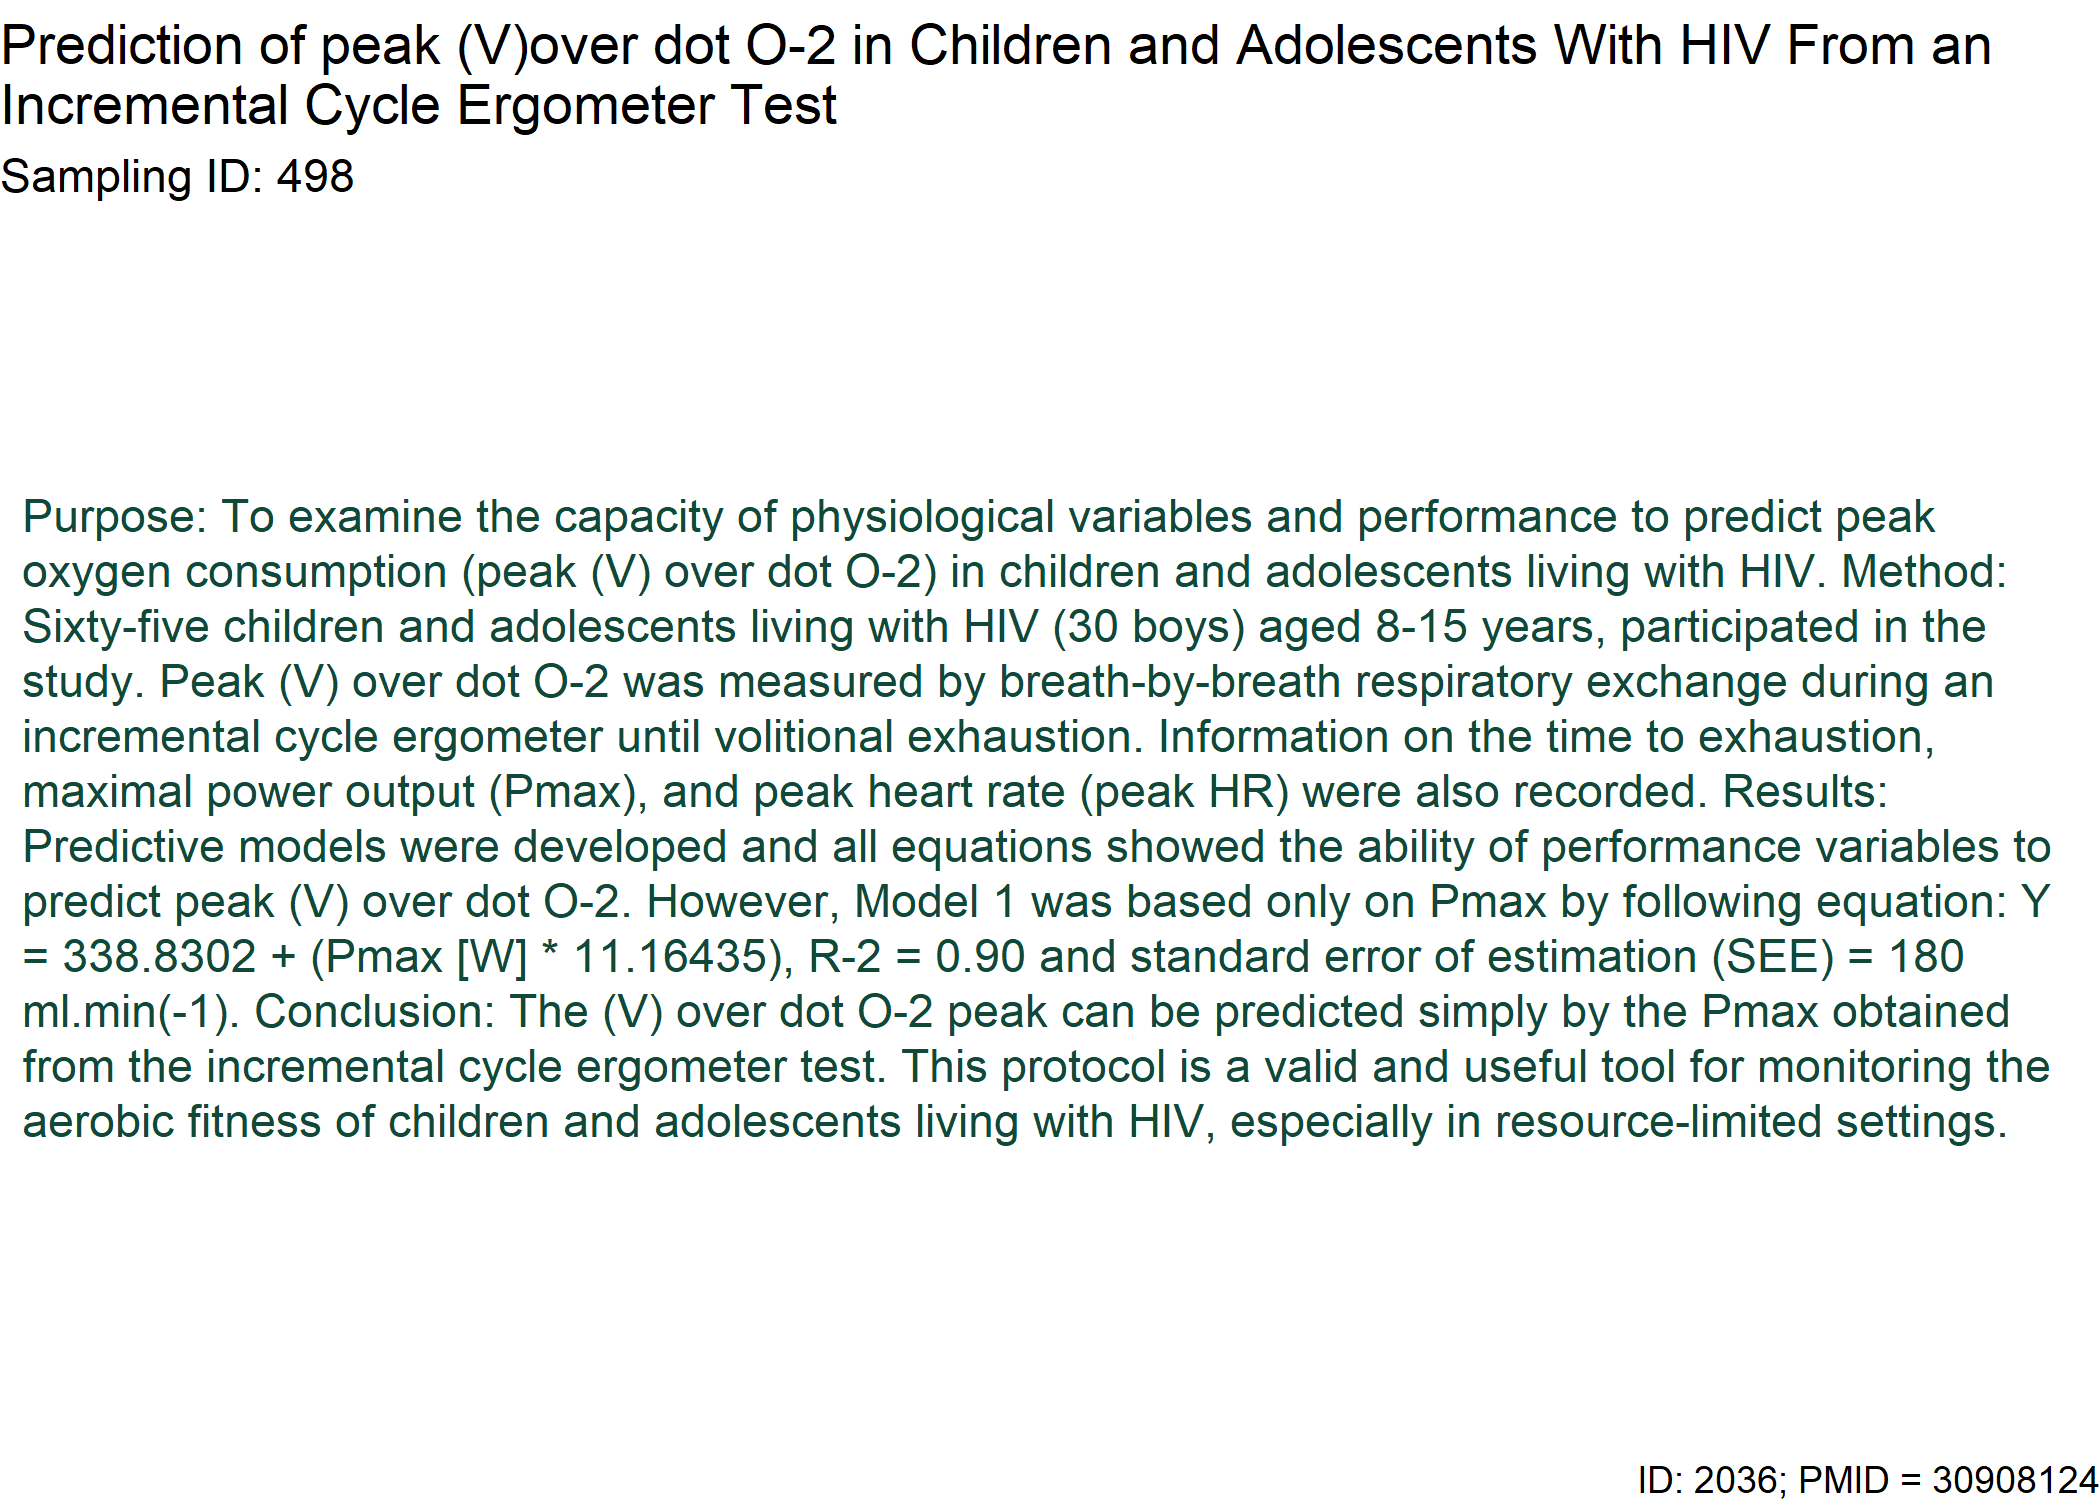 Prediction of peak (V)over dot O-2 in Children and Adolescents With HIV From an
Incremental Cycle Ergometer Test
Sampling ID: 498
Purpose: To examine the capacity of physiological variables and performance to predict peak
oxygen consumption (peak (V) over dot O-2) in children and adolescents living with HIV. Method:
Sixty-five children and adolescents living with HIV (30 boys) aged 8-15 years, participated in the
study. Peak (V) over dot O-2 was measured by breath-by-breath respiratory exchange during an
incremental cycle ergometer until volitional exhaustion. Information on the time to exhaustion,
maximal power output (Pmax), and peak heart rate (peak HR) were also recorded. Results:
Predictive models were developed and all equations showed the ability of performance variables to
predict peak (V) over dot O-2. However, Model 1 was based only on Pmax by following equation: Y
= 338.8302 + (Pmax [W] * 11.16435), R-2 = 0.90 and standard error of estimation (SEE) = 180
ml.min(-1). Conclusion: The (V) over dot O-2 peak can be predicted simply by the Pmax obtained
from the incremental cycle ergometer test. This protocol is a valid and useful tool for monitoring the
aerobic fitness of children and adolescents living with HIV, especially in resource-limited settings.
ID: 2036; PMID = 30908124